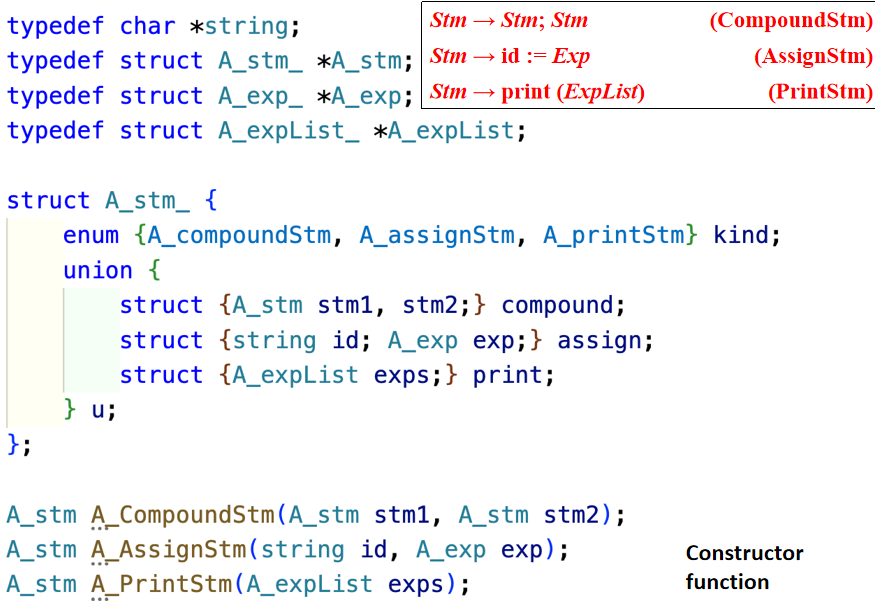 typedef char *string;
typedef struct A_stm_ *A_stm;
typedef struct A_exp_ *A_exp;
typedef struct A_expList_ *A_expList;
Stm → Stm; Stm (CompoundStm)
Stm → id := Exp (AssignStm)
Stm → print (ExpList) (PrintStm)
struct A_stm_ {
    enum {A_compoundStm, A_assignStm, A_printStm} kind;
    union {
        struct {A_stm stm1, stm2;} compound;
        struct {string id; A_exp exp;} assign;
        struct {A_expList exps;} print;
    } u;
};
A_stm A_CompoundStm(A_stm stm1, A_stm stm2);
A_stm A_AssignStm(string id, A_exp exp);
A_stm A_PrintStm(A_expList exps);
Constructor
function